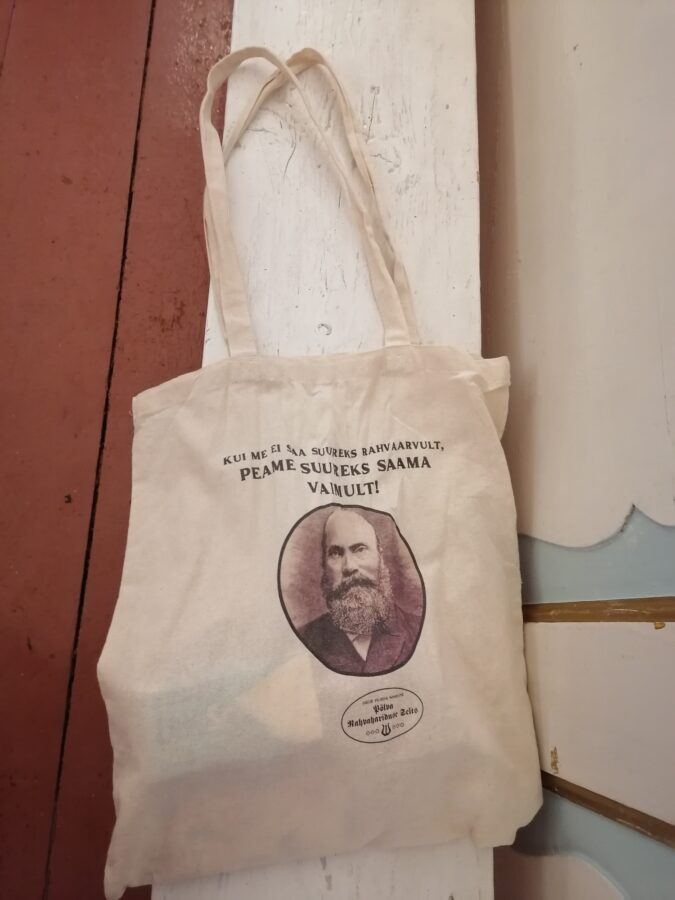 KUI ME EI SAA SUUREKS RAHVAARVULT,
PEAME SUUREKS SAAMA
VAIMULT!
Põlva
Rahvahariduse Selts